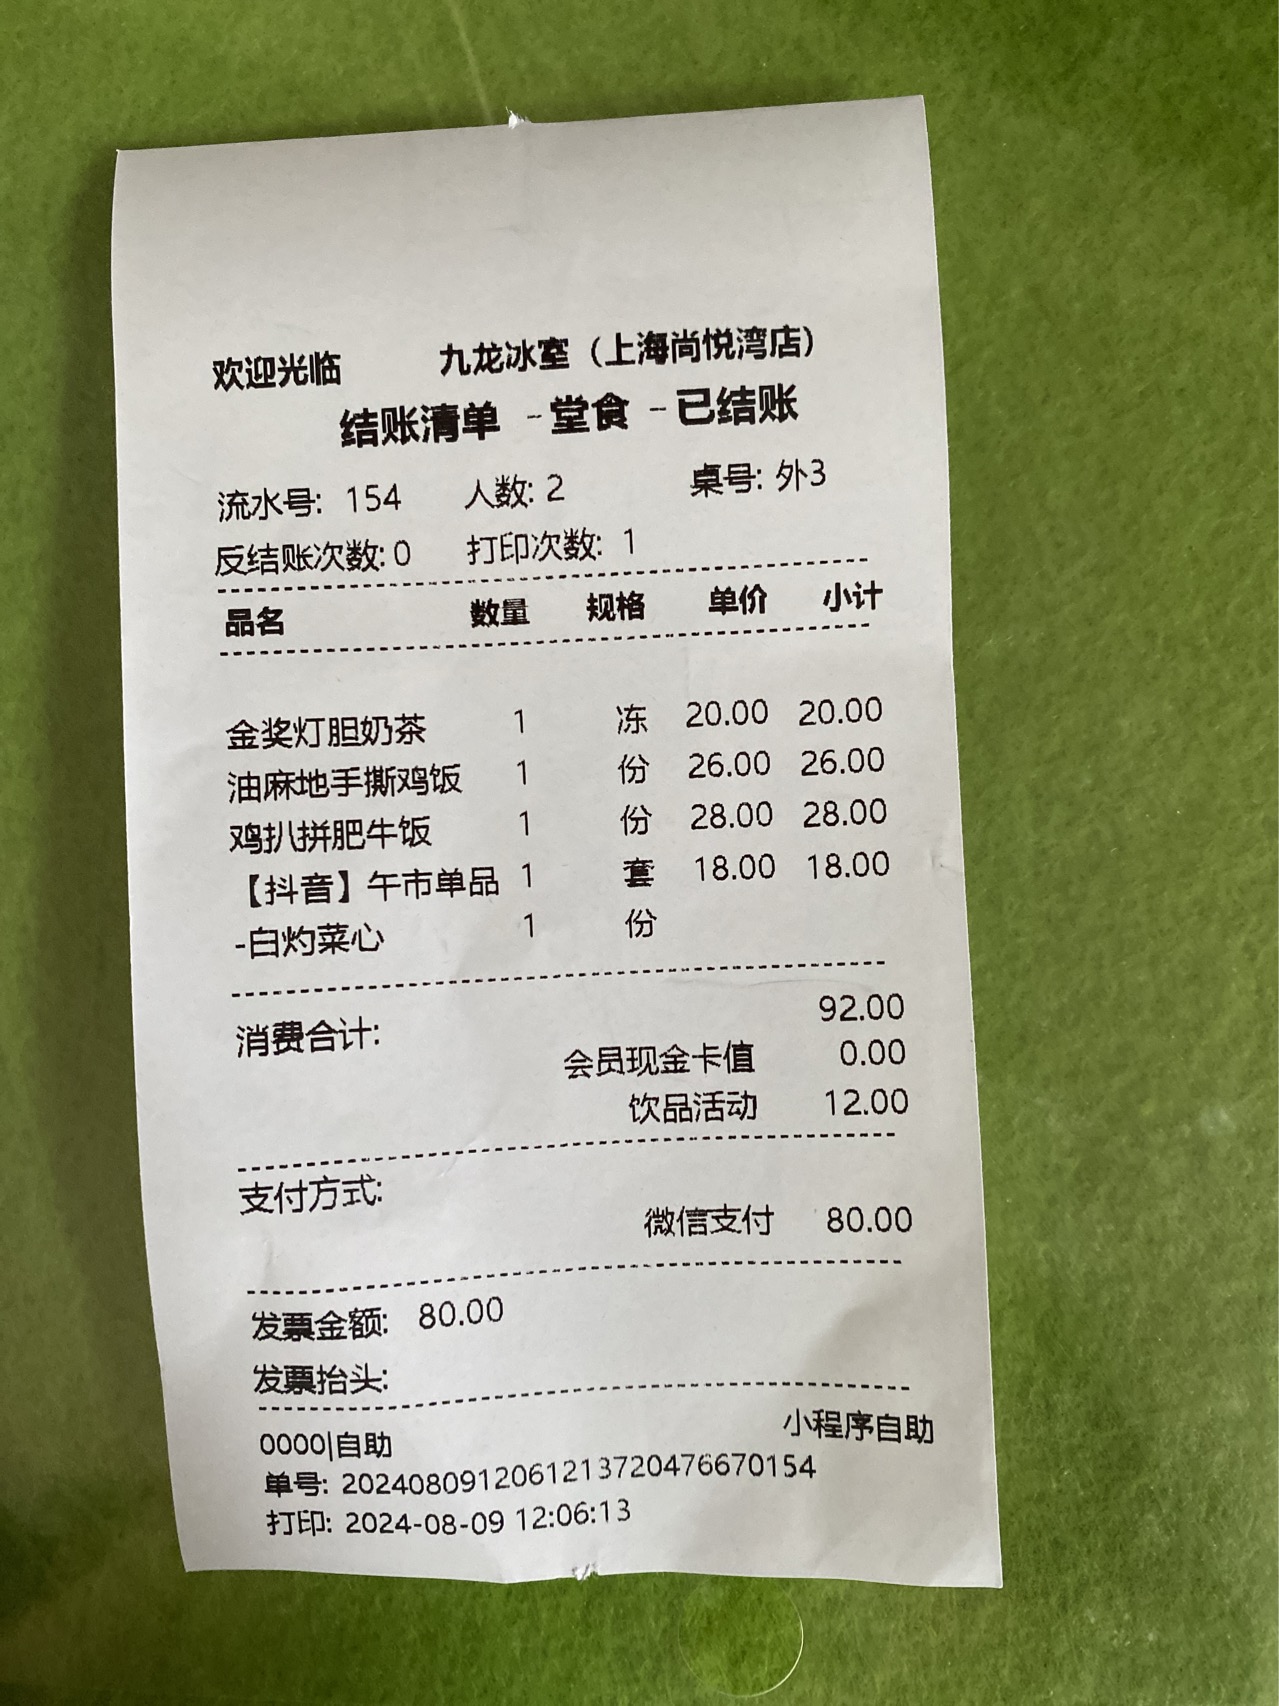 欢迎光临 九龙冰室（上海尚悦湾店）
结账清单 -堂食 -已结账
流水号: 154 人数: 2 桌号: 外3
反结账次数: 0 打印次数: 1
品名 数量 规格 单价 小计
金奖灯胆奶茶 1 冻 20.00 20.00
油麻地手撕鸡饭 1 份 26.00 26.00
鸡扒拼肥牛饭 1 份 28.00 28.00
【抖音】午市单品 1 套 18.00 18.00
-白灼菜心 1 份
消费合计: 92.00
会员现金卡值 0.00
饮品活动 12.00
支付方式:
微信支付 80.00
发票金额: 80.00
发票抬头:
0000|自助 小程序自助
单号: 20240809120612137204766​70154
打印: 2024-08-09 12:06:13